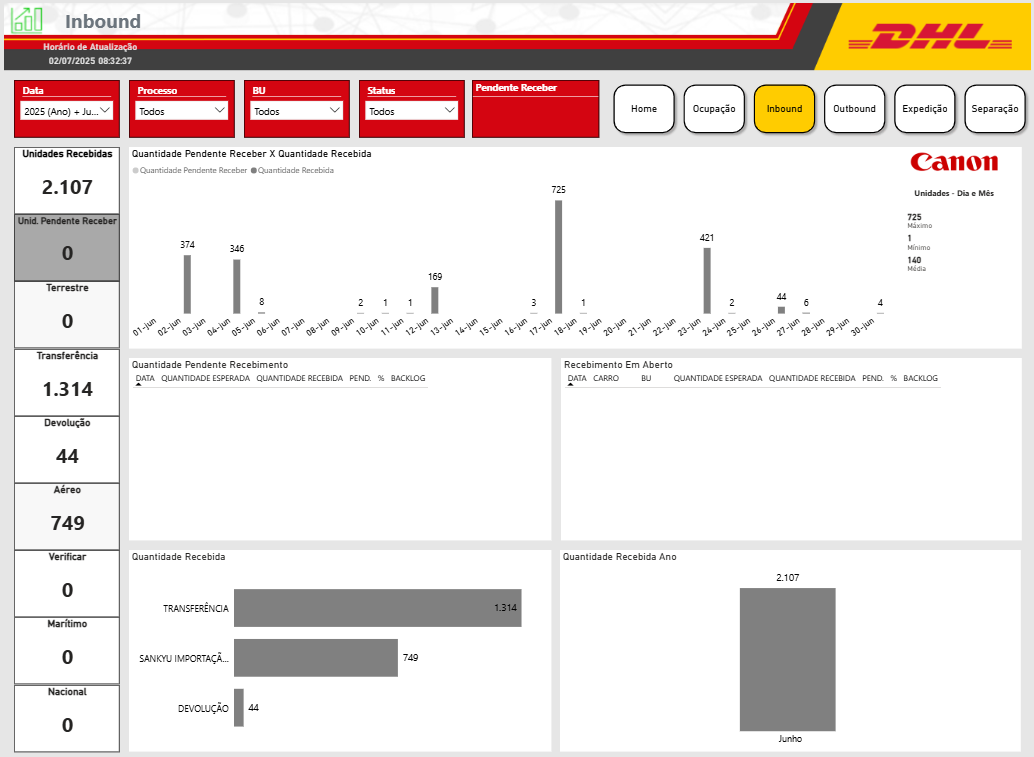 Inbound
DHL
Horário de Atualização
02/07/2025 08:32:37
Data
2025 (Ano) + Ju...
Processo
Todos
BU
Todos
Status
Todos
Pendente Receber
Home
Ocupação
Inbound
Outbound
Expedição
Separação
Unidades Recebidas
2.107
Unid. Pendente Receber
0
Terrestre
0
Transferência
1.314
Devolução
44
Aéreo
749
Verificar
0
Marítimo
0
Nacional
0
Quantidade Pendente Receber X Quantidade Recebida
Quantidade Pendente Receber Quantidade Recebida
374
346
8
2
1
1
169
3
725
1
421
2
44
6
4
01-jun 02-jun 03-jun 04-jun 05-jun 06-jun 07-jun 08-jun 09-jun 10-jun 11-jun 12-jun 13-jun 14-jun 15-jun 16-jun 17-jun 18-jun 19-jun 20-jun 21-jun 22-jun 23-jun 24-jun 25-jun 26-jun 27-jun 28-jun 29-jun 30-jun
Canon
Unidades - Dia e Mês
725
Máximo
1
Mínimo
140
Média
Quantidade Pendente Recebimento
DATA QUANTIDADE ESPERADA QUANTIDADE RECEBIDA PEND. % BACKLOG
Recebimento Em Aberto
DATA CARRO BU QUANTIDADE ESPERADA QUANTIDADE RECEBIDA PEND. % BACKLOG
Quantidade Recebida
TRANSFERÊNCIA 1.314
SANKYU IMPORTAÇÃ... 749
DEVOLUÇÃO 44
Quantidade Recebida Ano
2.107
Junho